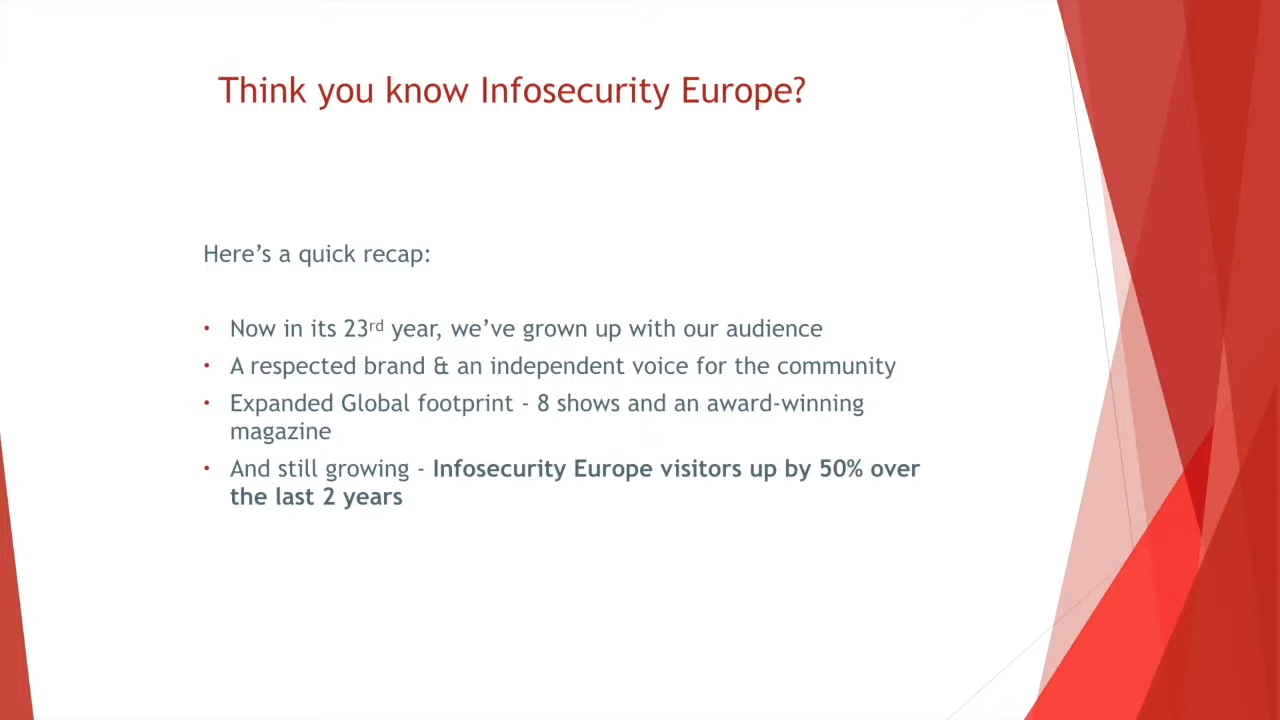 Think you know Infosecurity Europe?
Here’s a quick recap:
• Now in its 23rd year, we’ve grown up with our audience
• A respected brand & an independent voice for the community
• Expanded Global footprint - 8 shows and an award-winning
magazine
• And still growing - Infosecurity Europe visitors up by 50% over
the last 2 years